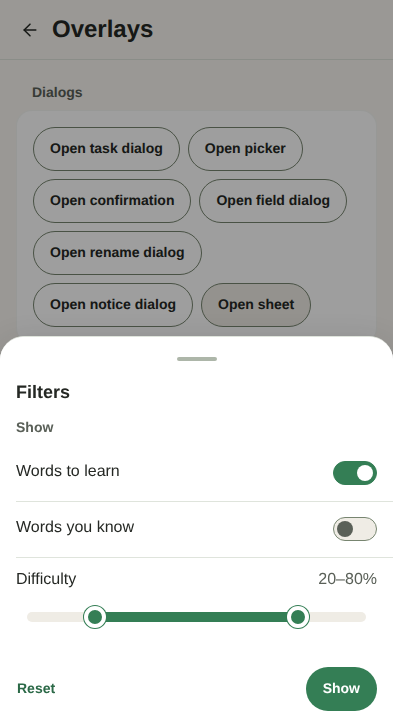 Overlays
Dialogs
Open task dialog
Open picker
Open confirmation
Open field dialog
Open rename dialog
Open notice dialog
Open sheet
Filters
Show
Words to learn
Words you know
Difficulty
20–80%
Reset
Show